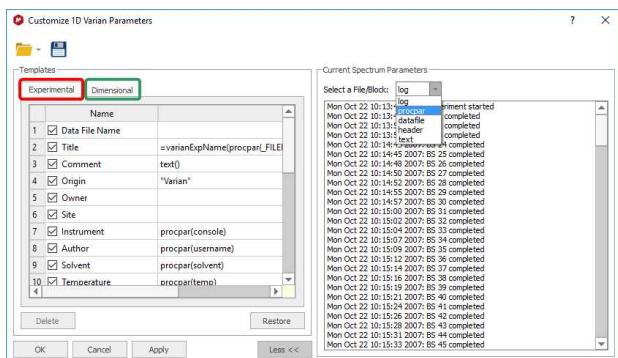 Customize 1D Varian Parameters
Templates
Experimental Dimensional
Name
1 Data File Name
2 Title =varianExpName(procpar(_FILE
3 Comment text()
4 Origin "Varian"
5 Owner
6 Site
7 Instrument procpar(console)
8 Author procpar(username)
9 Solvent procpar(solvent)
10 Temperature procpar(temp)
Delete Restore
OK Cancel Apply Less <<
Current Spectrum Parameters
Select a File/Block: log
log
procpar
datafile
header
text
Mon Oct 22 10:13: eriment started
Mon Oct 22 10:13: completed
Mon Oct 22 10:13: completed
Mon Oct 22 10:13: completed
Mon Oct 22 10:14: 2007: BS 24 completed
Mon Oct 22 10:14:45 2007: BS 25 completed
Mon Oct 22 10:14:48 2007: BS 26 completed
Mon Oct 22 10:14:50 2007: BS 27 completed
Mon Oct 22 10:14:52 2007: BS 28 completed
Mon Oct 22 10:14:55 2007: BS 29 completed
Mon Oct 22 10:14:57 2007: BS 30 completed
Mon Oct 22 10:15:00 2007: BS 31 completed
Mon Oct 22 10:15:02 2007: BS 32 completed
Mon Oct 22 10:15:04 2007: BS 33 completed
Mon Oct 22 10:15:07 2007: BS 34 completed
Mon Oct 22 10:15:09 2007: BS 35 completed
Mon Oct 22 10:15:12 2007: BS 36 completed
Mon Oct 22 10:15:14 2007: BS 37 completed
Mon Oct 22 10:15:16 2007: BS 38 completed
Mon Oct 22 10:15:19 2007: BS 39 completed
Mon Oct 22 10:15:21 2007: BS 40 completed
Mon Oct 22 10:15:24 2007: BS 41 completed
Mon Oct 22 10:15:26 2007: BS 42 completed
Mon Oct 22 10:15:28 2007: BS 43 completed
Mon Oct 22 10:15:31 2007: BS 44 completed
Mon Oct 22 10:15:33 2007: BS 45 completed